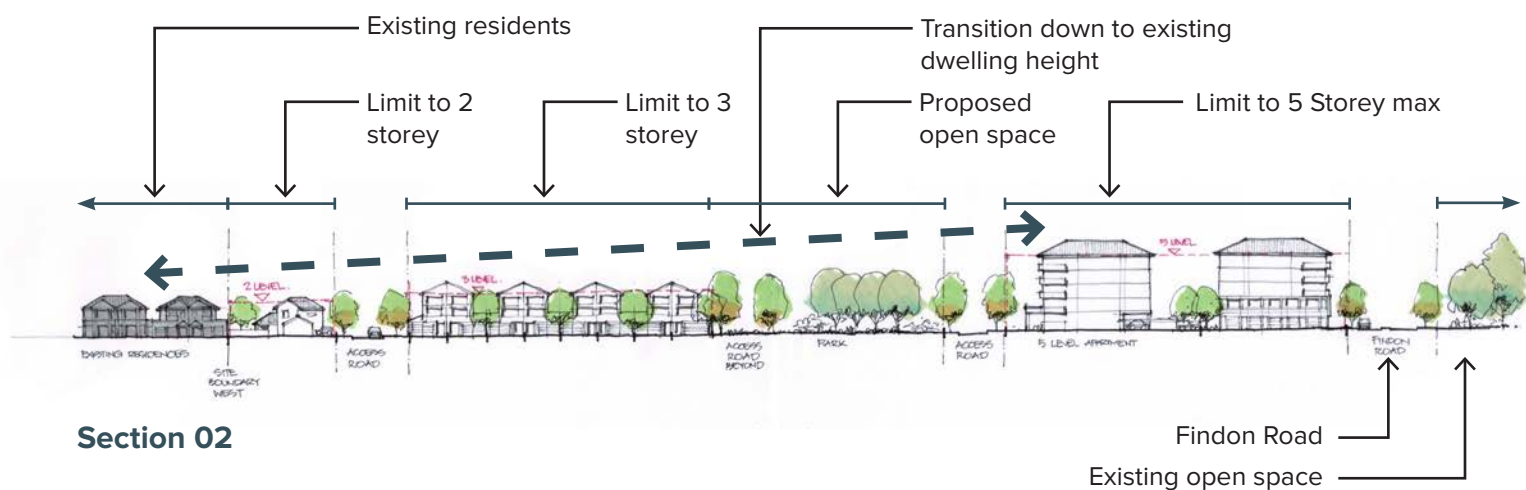 Existing residents
Transition down to existing
dwelling height
Limit to 2
storey
Limit to 3
storey
Proposed
open space
Limit to 5 Storey max
2 LEVEL.
3 LEVEL.
5 LEVEL
EXISTING RESIDENCES
SITE
BOUNDARY
WEST
ACCESS
ROAD
ACCESS
ROAD
BEYOND
PARK
ACCESS
ROAD
5 LEVEL APARTMENT
FINDON
ROAD
Section 02
Findon Road
Existing open space